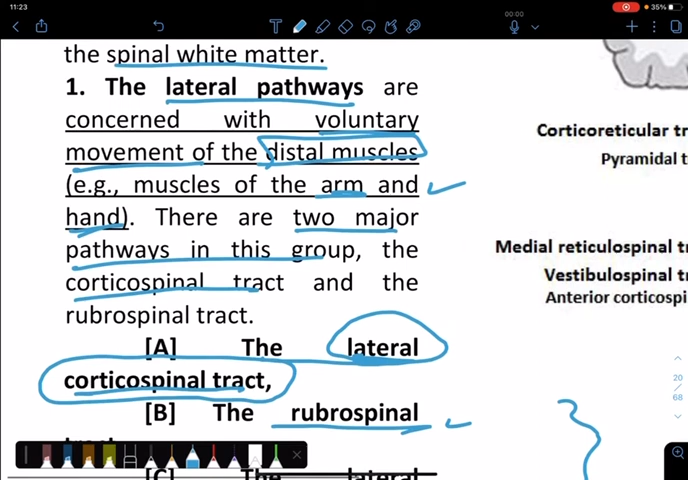 11:23
00:00
35%
the spinal white matter.
1. The lateral pathways are
concerned with voluntary
movement of the distal muscles
(e.g., muscles of the arm and
hand). There are two major
pathways in this group, the
corticospinal tract and the
rubrospinal tract.
[A] The lateral
corticospinal tract,
[B] The rubrospinal
[C] The lateral
Corticoreticular tr
Pyramidal t
Medial reticulospinal tr
Vestibulospinal tr
Anterior corticospi
20
/
68